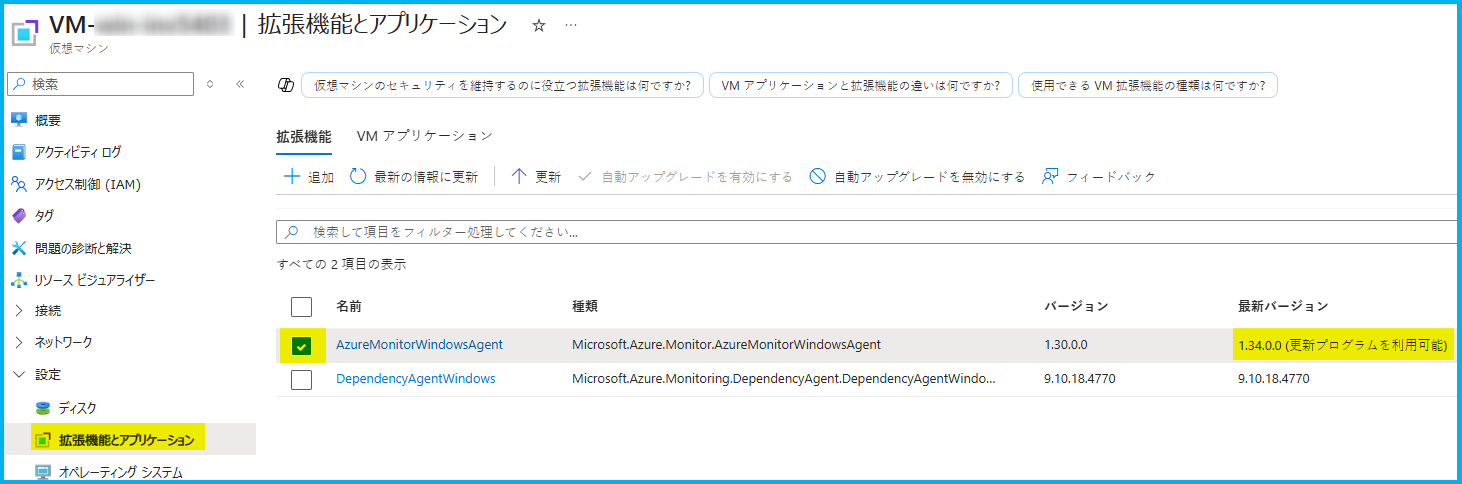 VM- | 拡張機能とアプリケーション ☆ …
仮想マシン
検索
仮想マシンのセキュリティを維持するのに役立つ拡張機能は何ですか?
VM アプリケーションと拡張機能の違いは何ですか?
使用できる VM 拡張機能の種類は何ですか?
概要
アクティビティ ログ
アクセス制御 (IAM)
タグ
問題の診断と解決
リソース ビジュアライザー
接続
ネットワーク
設定
ディスク
拡張機能とアプリケーション
オペレーティング システム
拡張機能 VM アプリケーション
追加 最新の情報に更新 更新 自動アップグレードを有効にする 自動アップグレードを無効にする フィードバック
検索して項目をフィルター処理してください...
すべての 2 項目の表示
名前 種類 バージョン 最新バージョン
AzureMonitorWindowsAgent Microsoft.Azure.Monitor.AzureMonitorWindowsAgent 1.30.0.0 1.34.0.0 (更新プログラムを利用可能)
DependencyAgentWindows Microsoft.Azure.Monitoring.DependencyAgent.DependencyAgentWindo... 9.10.18.4770 9.10.18.4770